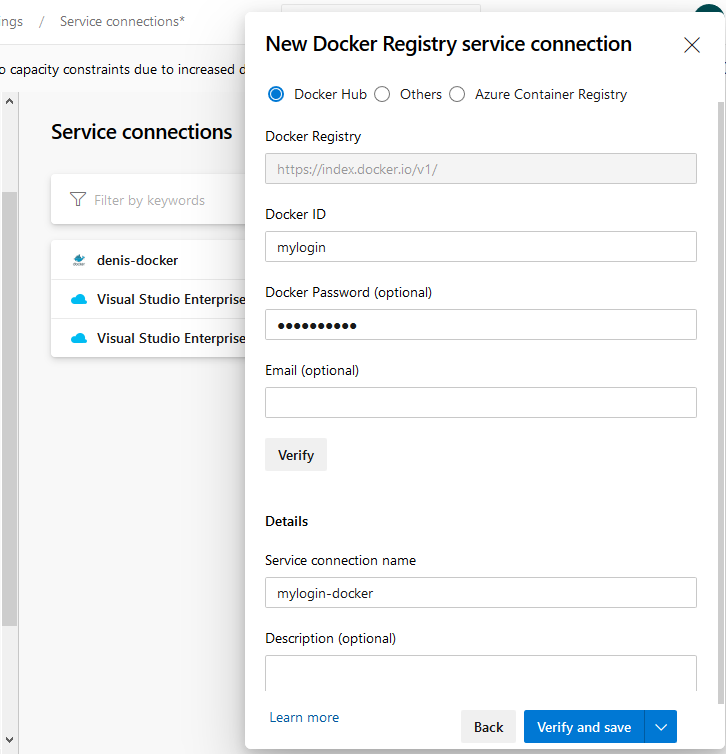 ngs / Service connections*
o capacity constraints due to increased d
Service connections
Filter by keywords
denis-docker
Visual Studio Enterprise
Visual Studio Enterprise
New Docker Registry service connection
Docker Hub Others Azure Container Registry
Docker Registry
https://index.docker.io/v1/
Docker ID
mylogin
Docker Password (optional)
••••••••••
Email (optional)
Verify
Details
Service connection name
mylogin-docker
Description (optional)
Learn more
Back Verify and save